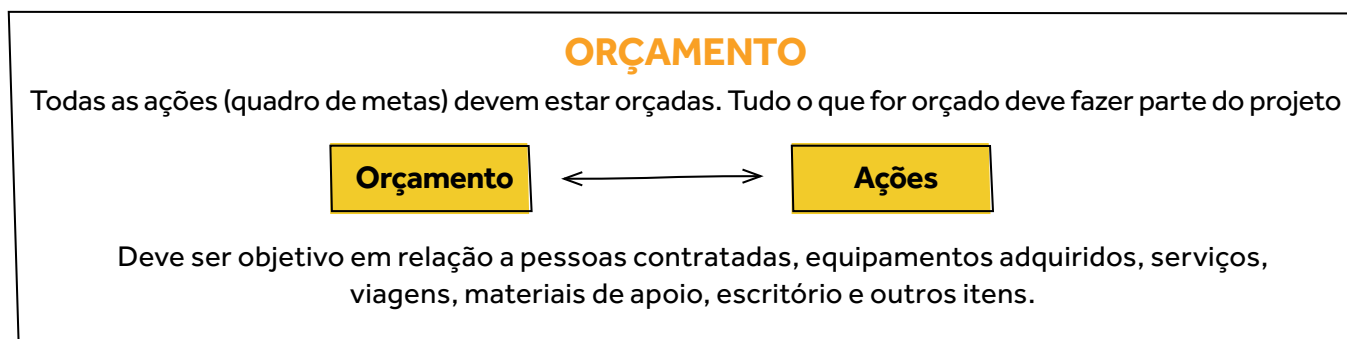 ORÇAMENTO
Todas as ações (quadro de metas) devem estar orçadas. Tudo o que for orçado deve fazer parte do projeto
Orçamento
Ações
Deve ser objetivo em relação a pessoas contratadas, equipamentos adquiridos, serviços,
viagens, materiais de apoio, escritório e outros itens.